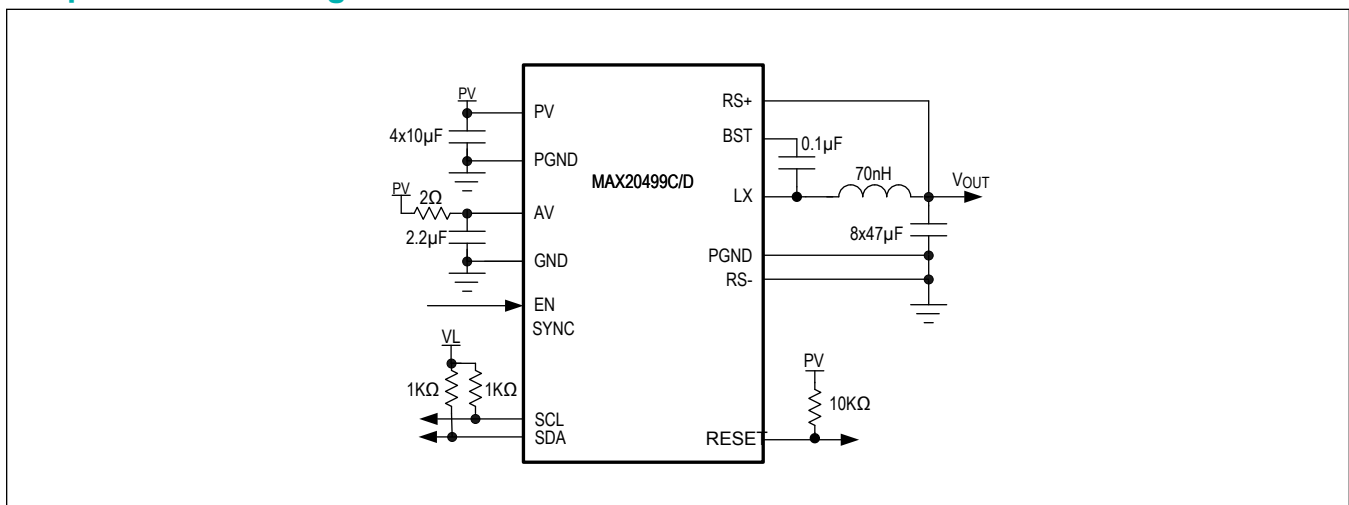 PV
PV
4x10µF
PGND
PV
2Ω
AV
2.2µF
GND
EN
SYNC
VL
1KΩ
1KΩ
SCL
SDA
MAX20499C/D
RS+
BST
0.1µF
70nH
LX
VOUT
8x47µF
PGND
RS-
PV
10KΩ
RESET